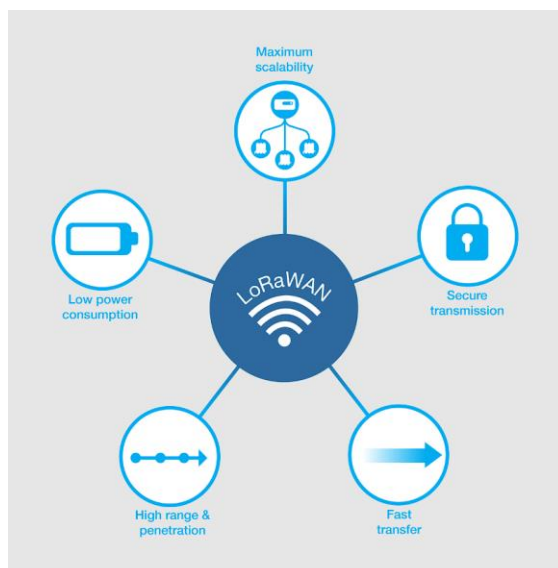 Maximum
scalability
LoRaWAN
Low power
consumption
Secure
transmission
High range &
penetration
Fast
transfer